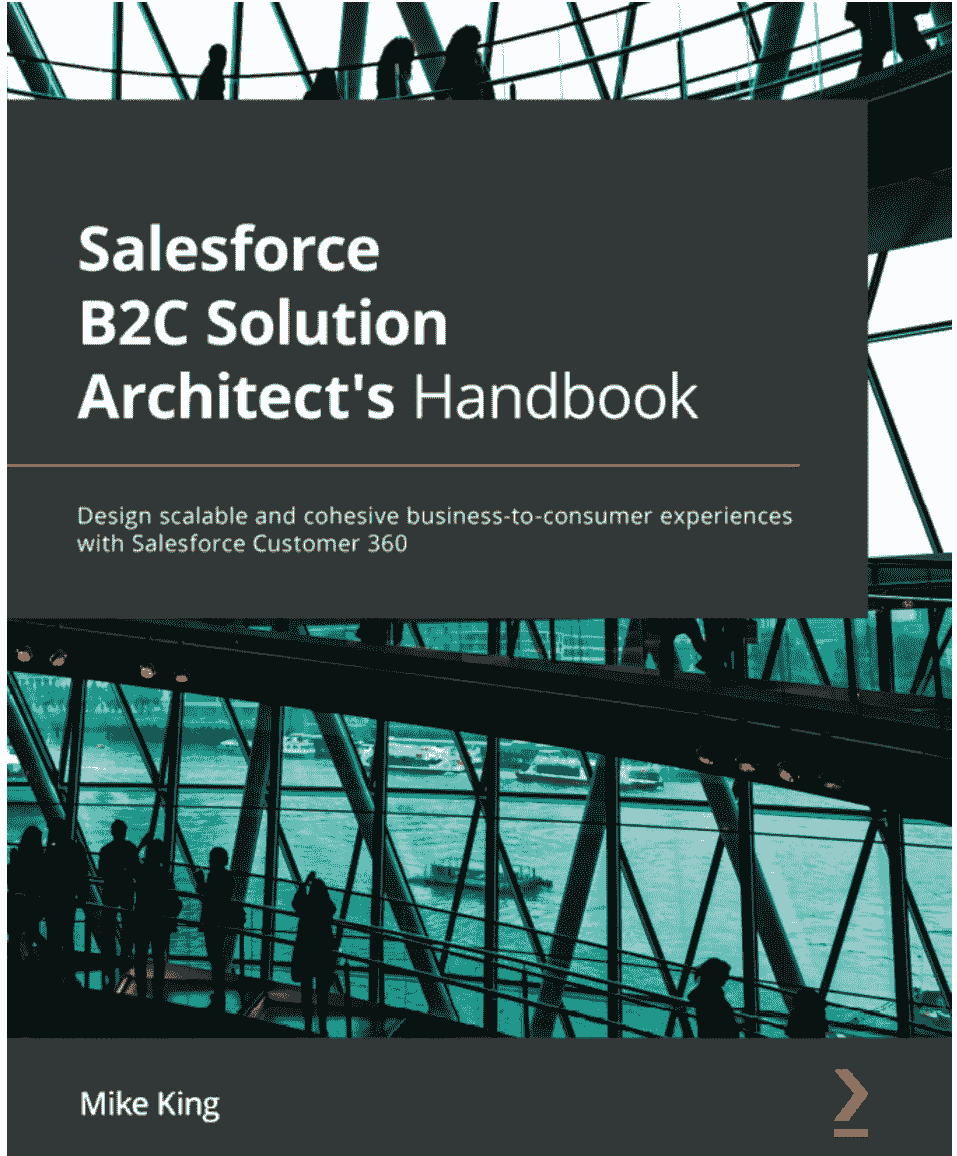 Salesforce
B2C Solution
Architect's Handbook
Design scalable and cohesive business-to-consumer experiences
with Salesforce Customer 360
Mike King